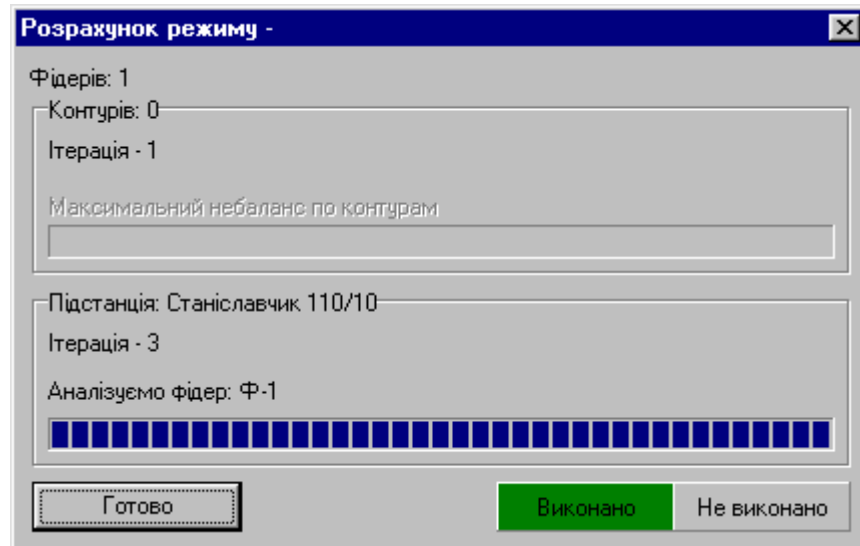 Розрахунок режиму -
Фідерів: 1
Контурів: 0
Ітерація - 1
Максимальний небаланс по контурам
Підстанція: Станіславчик 110/10
Ітерація - 3
Аналізуємо фідер: Ф-1
Готово
Виконано
Не виконано